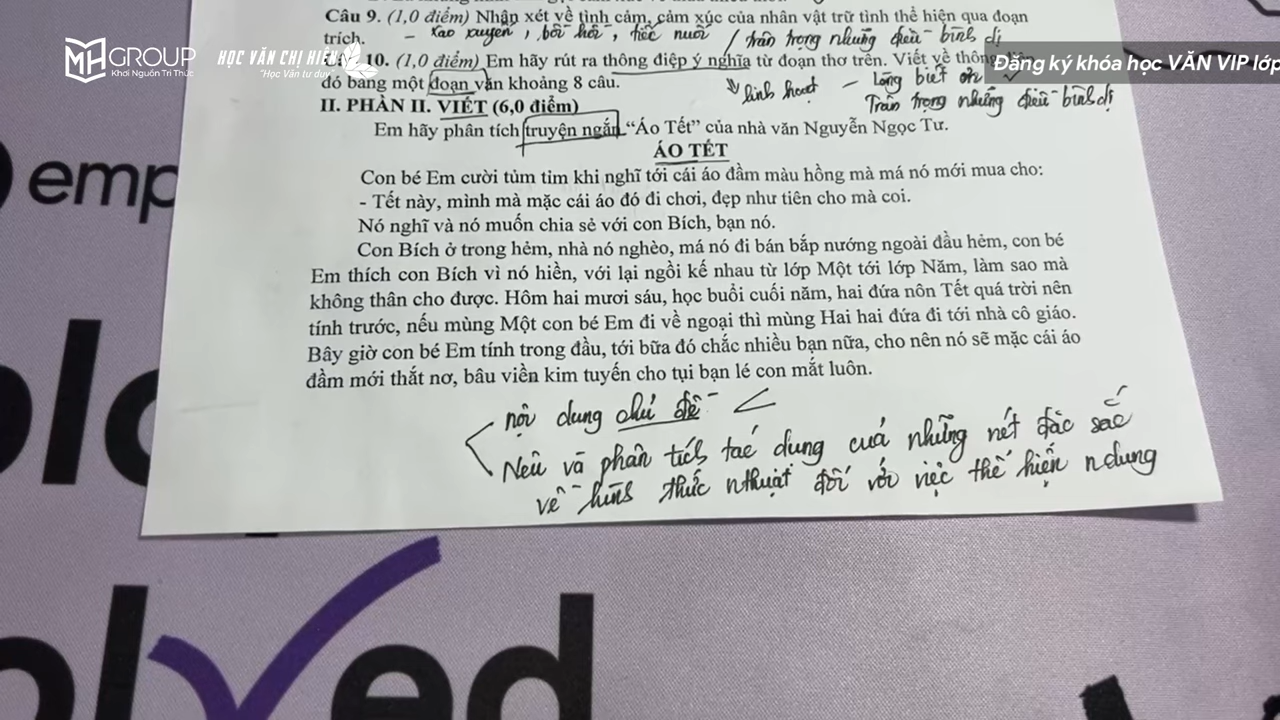 Câu 9. (1,0 điểm) Nhận xét về tình cảm, cảm xúc của nhân vật trữ tình thể hiện qua đoạn
trích. – xao xuyến, bồi hồi, tiếc nuối / trân trọng những điều bình dị
10. (1,0 điểm) Em hãy rút ra thông điệp ý nghĩa từ đoạn thơ trên. Viết về thông
đó bằng một đoạn văn khoảng 8 câu.
linh hoạt – Lòng biết ơn
Trân trọng những điều bình dị
II. PHẦN II. VIẾT (6,0 điểm)
Em hãy phân tích truyện ngắn “Áo Tết” của nhà văn Nguyễn Ngọc Tư.
ÁO TẾT
Con bé Em cười tủm tỉm khi nghĩ tới cái áo đầm màu hồng mà má nó mới mua cho:
- Tết này, mình mà mặc cái áo đó đi chơi, đẹp như tiên cho mà coi.
Nó nghĩ và nó muốn chia sẻ với con Bích, bạn nó.
Con Bích ở trong hẻm, nhà nó nghèo, má nó đi bán bắp nướng ngoài đầu hẻm, con bé
Em thích con Bích vì nó hiền, với lại ngồi kế nhau từ lớp Một tới lớp Năm, làm sao mà
không thân cho được. Hôm hai mươi sáu, học buổi cuối năm, hai đứa nôn Tết quá trời nên
tính trước, nếu mùng Một con bé Em đi về ngoại thì mùng Hai hai đứa đi tới nhà cô giáo.
Bây giờ con bé Em tính trong đầu, tới bữa đó chắc nhiều bạn nữa, cho nên nó sẽ mặc cái áo
đầm mới thắt nơ, bâu viền kim tuyến cho tụi bạn lé con mắt luôn.
nội dung chủ đề
Nêu và phân tích tác dụng của những nét đặc sắc
về hình thức nthuật đối với việc thể hiện ndung
MH GROUP
Khơi Nguồn Tri Thức
HỌC VĂN CHỊ HIÊN
"Học Văn tư duy"
Đăng ký khóa học VĂN VIP lớp
emp